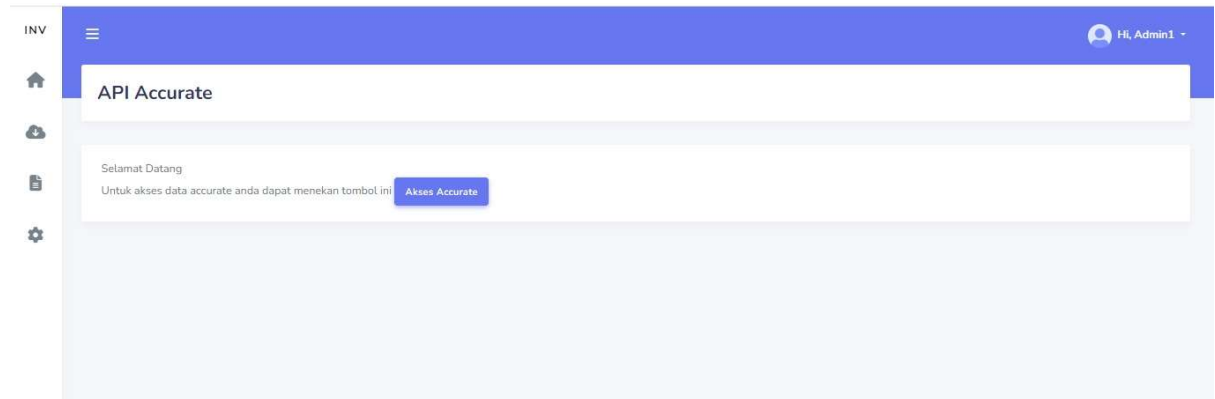 INV
Hi, Admin1
API Accurate
Selamat Datang
Untuk akses data accurate anda dapat menekan tombol ini Akses Accurate